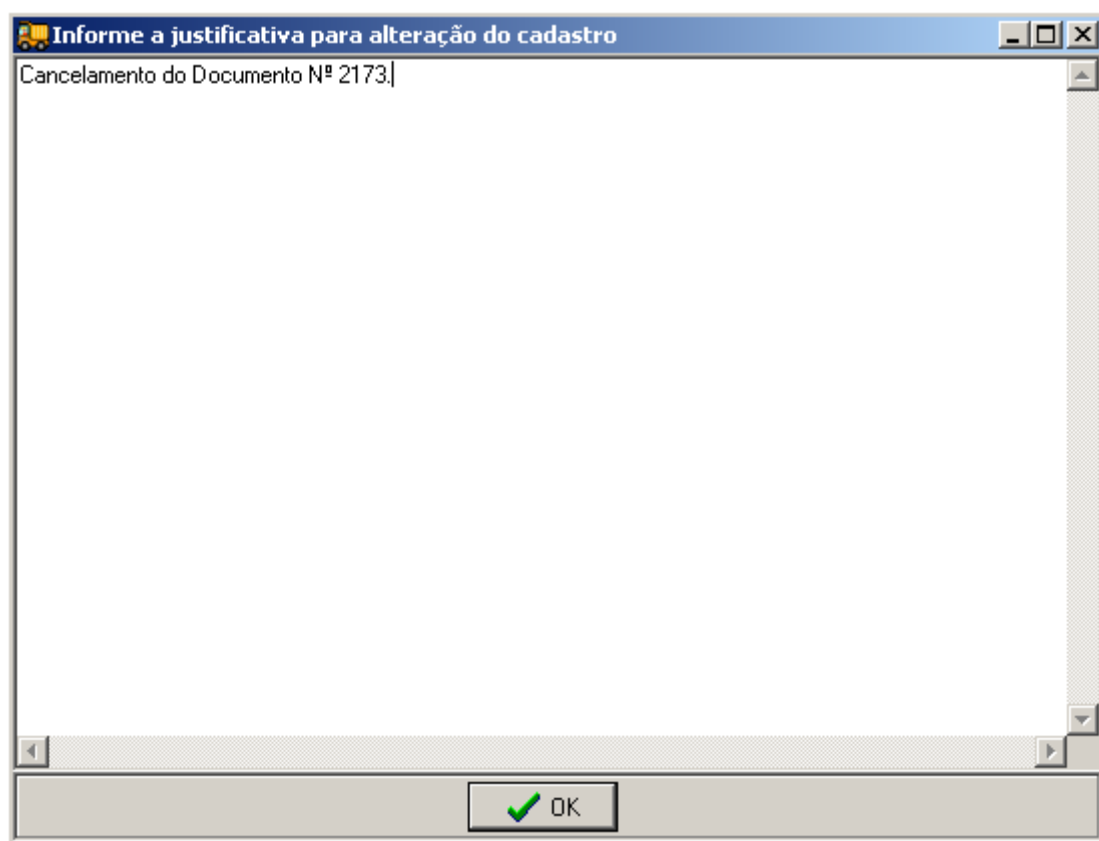 Informe a justificativa para alteração do cadastro
Cancelamento do Documento Nº 2173.
OK